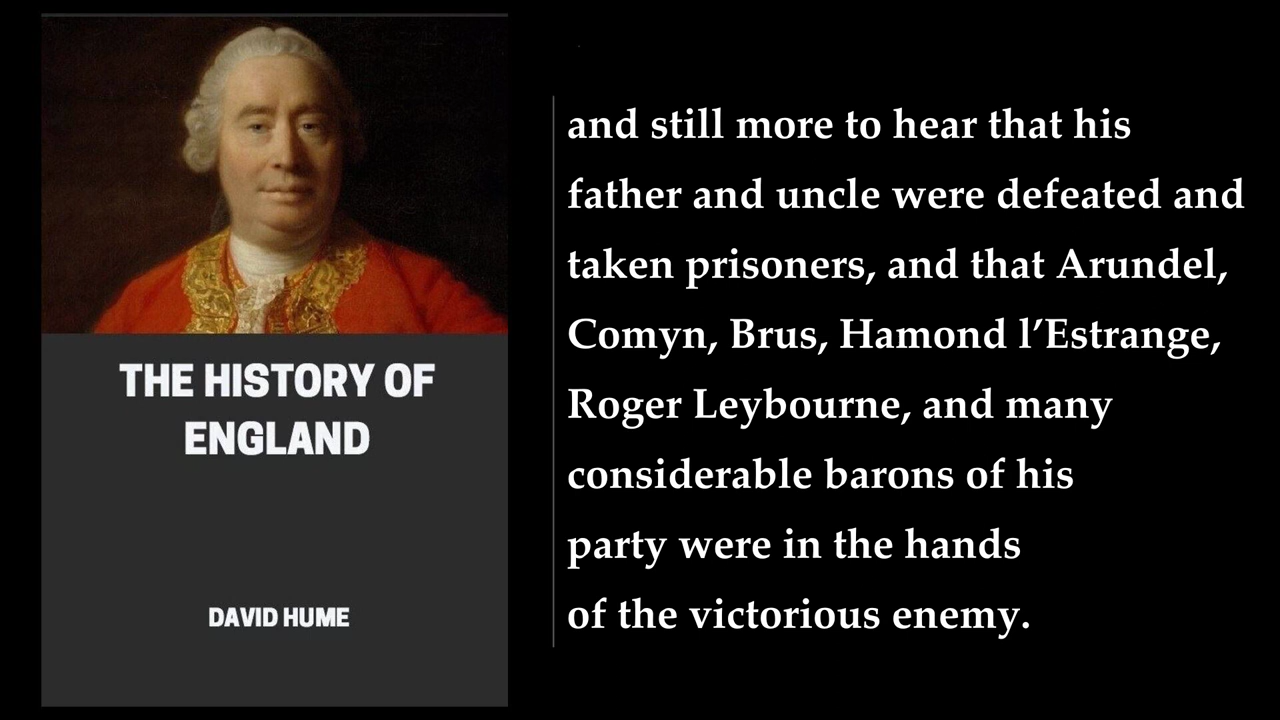 THE HISTORY OF
ENGLAND
DAVID HUME
and still more to hear that his
father and uncle were defeated and
taken prisoners, and that Arundel,
Comyn, Brus, Hamond l’Estrange,
Roger Leybourne, and many
considerable barons of his
party were in the hands
of the victorious enemy.